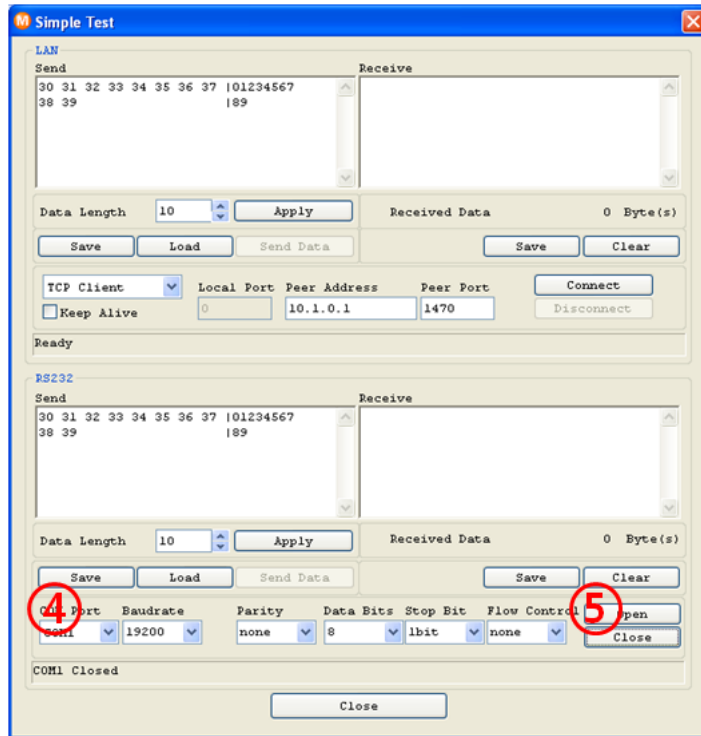 Simple Test
LAN
Send Receive
30 31 32 33 34 35 36 37 |01234567
38 39 |89
Data Length 10 Apply Received Data 0 Byte(s)
Save Load Send Data Save Clear
TCP Client Local Port Peer Address Peer Port Connect
Keep Alive 0 10.1.0.1 1470 Disconnect
Ready
RS232
Send Receive
30 31 32 33 34 35 36 37 |01234567
38 39 |89
Data Length 10 Apply Received Data 0 Byte(s)
Save Load Send Data Save Clear
④ COM Port Baudrate Parity Data Bits Stop Bit Flow Control ⑤ Open
COM1 19200 none 8 1bit none Close
COM1 Closed
Close